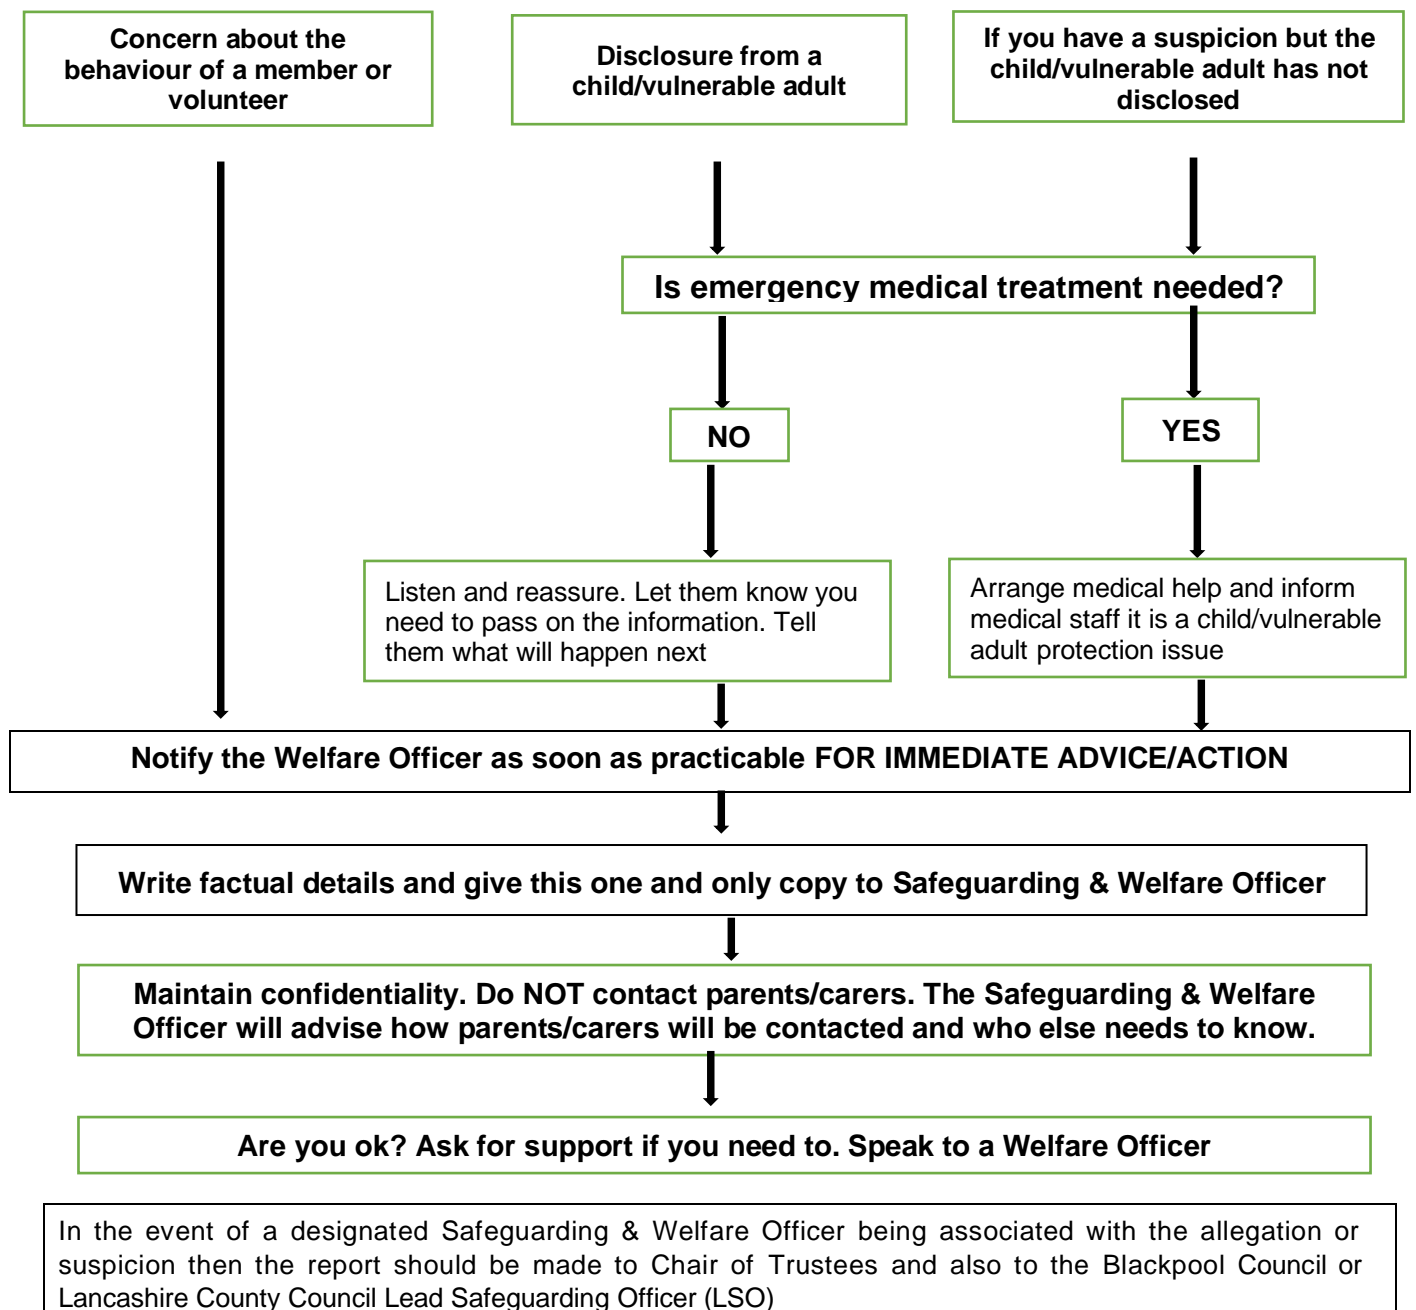 Concern about the
behaviour of a member or
volunteer
Disclosure from a
child/vulnerable adult
If you have a suspicion but the
child/vulnerable adult has not
disclosed
Is emergency medical treatment needed?
NO
YES
Listen and reassure. Let them know you
need to pass on the information. Tell
them what will happen next
Arrange medical help and inform
medical staff it is a child/vulnerable
adult protection issue
Notify the Welfare Officer as soon as practicable FOR IMMEDIATE ADVICE/ACTION
Write factual details and give this one and only copy to Safeguarding & Welfare Officer
Maintain confidentiality. Do NOT contact parents/carers. The Safeguarding & Welfare
Officer will advise how parents/carers will be contacted and who else needs to know.
Are you ok? Ask for support if you need to. Speak to a Welfare Officer
In the event of a designated Safeguarding & Welfare Officer being associated with the allegation or
suspicion then the report should be made to Chair of Trustees and also to the Blackpool Council or
Lancashire County Council Lead Safeguarding Officer (LSO)